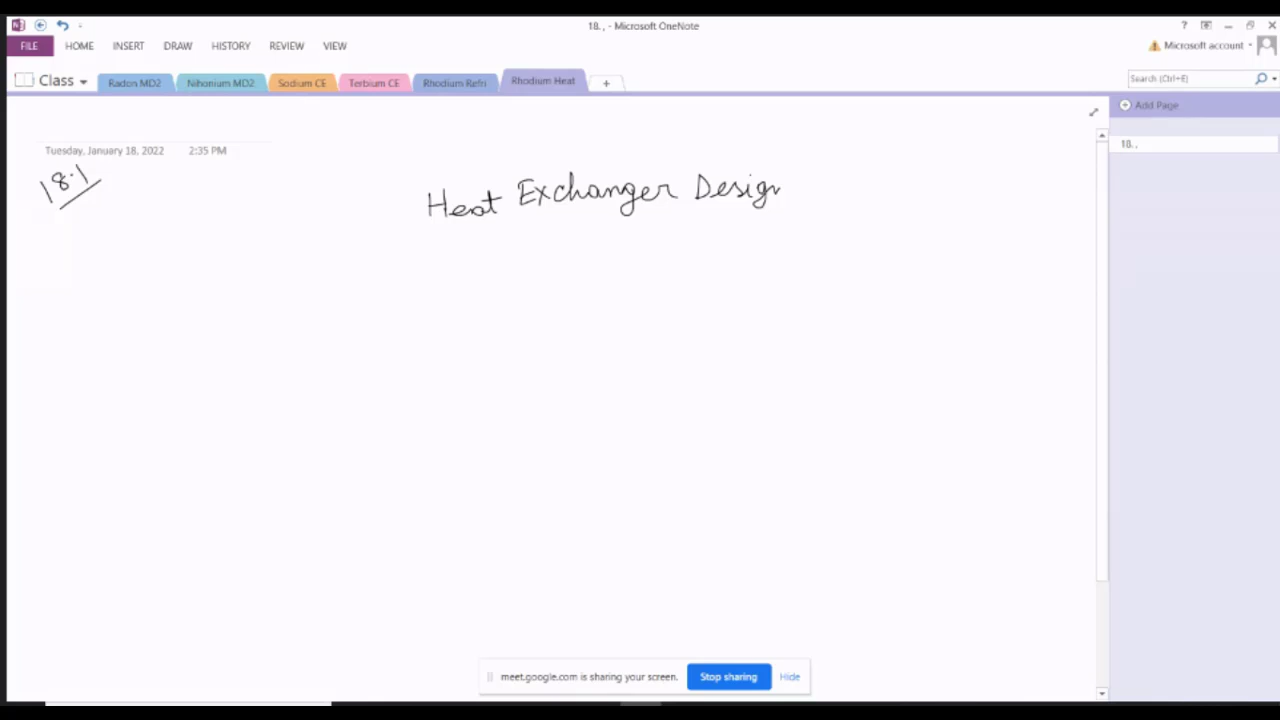 18., - Microsoft OneNote
?
FILE HOME INSERT DRAW HISTORY REVIEW VIEW
Microsoft account
Class Radon MD2 Nihonium MD2 Sodium CE Terbium CE Rhodium Refri Rhodium Heat +
Search (Ctrl+E)
Add Page
18.,
Tuesday, January 18, 2022 2:35 PM
18.1
Heat Exchanger Design
meet.google.com is sharing your screen. Stop sharing Hide